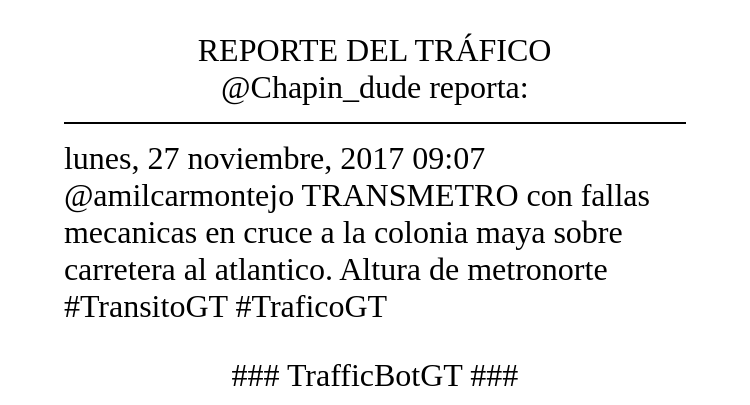 REPORTE DEL TRÁFICO
@Chapin_dude reporta:
lunes, 27 noviembre, 2017 09:07
@amilcarmontejo TRANSMETRO con fallas
mecanicas en cruce a la colonia maya sobre
carretera al atlantico. Altura de metronorte
#TransitoGT #TraficoGT
### TrafficBotGT ###